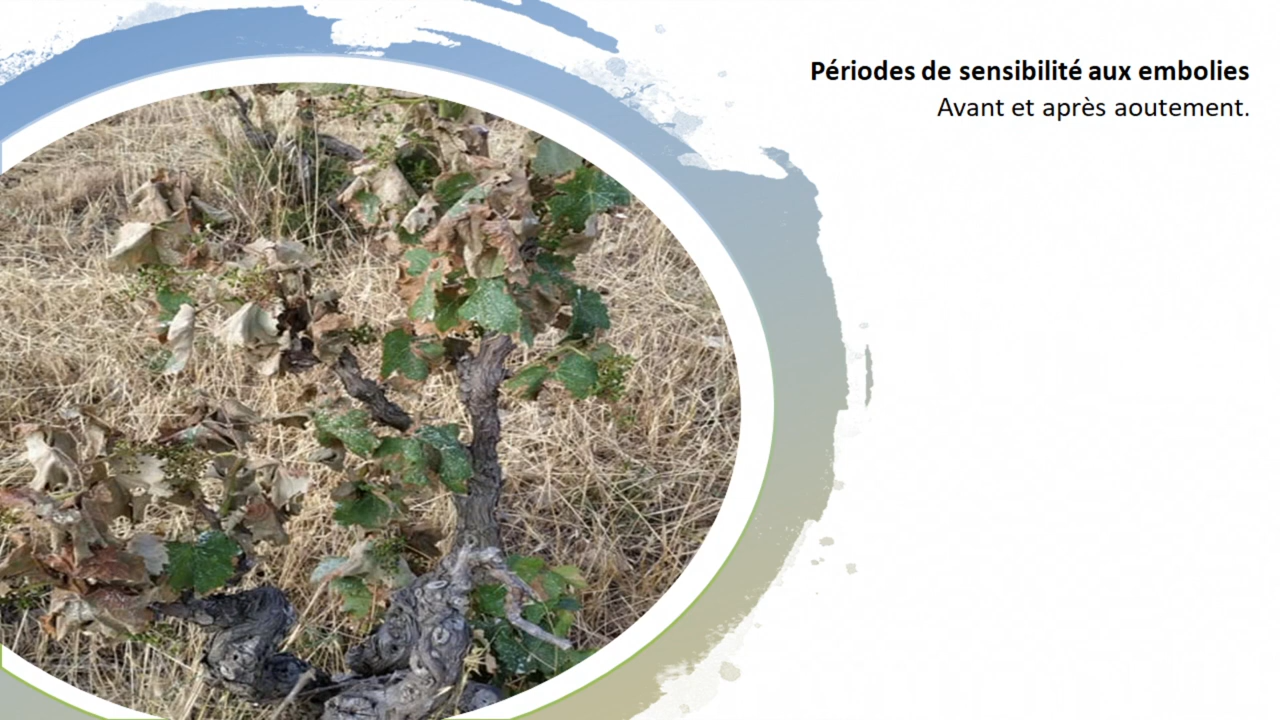 Périodes de sensibilité aux embolies
Avant et après aoutement.